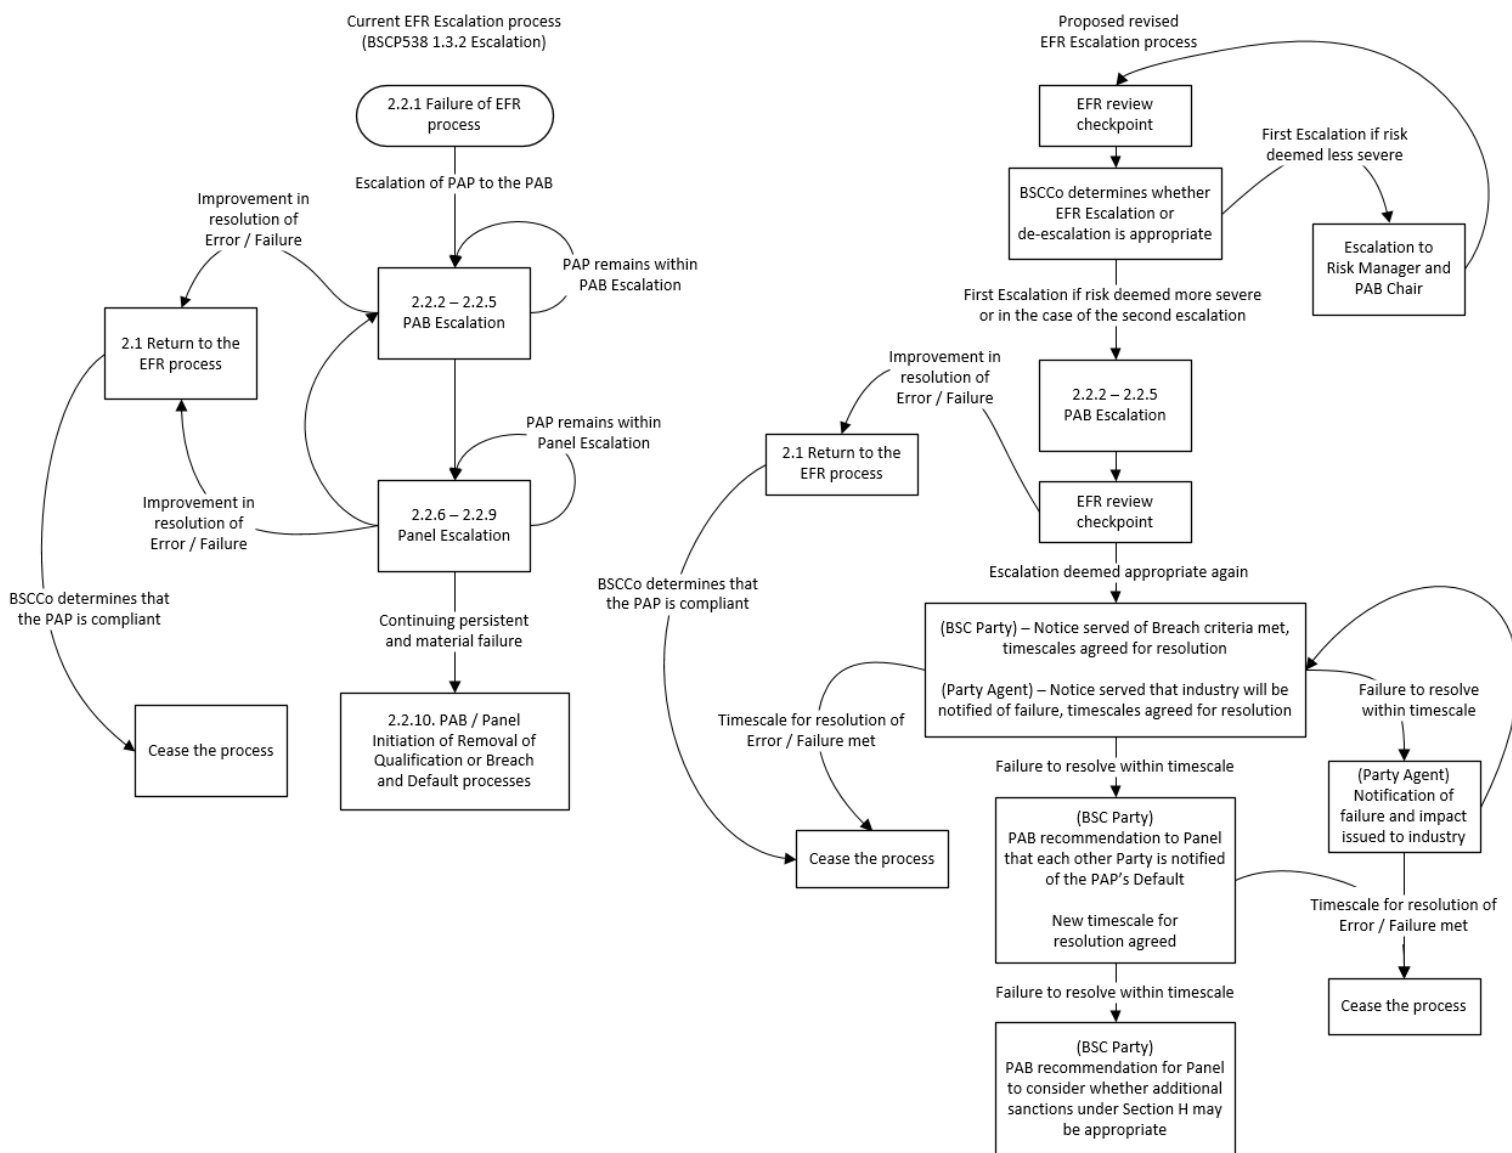 Current EFR Escalation process
(BSCP538 1.3.2 Escalation)
2.2.1 Failure of EFR
process
Escalation of PAP to the PAB
Improvement in
resolution of
Error / Failure
PAP remains within
PAB Escalation
2.2.2 – 2.2.5
PAB Escalation
2.1 Return to the
EFR process
PAP remains within
Panel Escalation
2.2.6 – 2.2.9
Panel Escalation
Improvement in
resolution of
Error / Failure
BSCCo determines that
the PAP is compliant
Continuing persistent
and material failure
2.2.10. PAB / Panel
Initiation of Removal of
Qualification or Breach
and Default processes
Cease the process
Proposed revised
EFR Escalation process
EFR review
checkpoint
First Escalation if risk
deemed less severe
BSCCo determines whether
EFR Escalation or
de-escalation is appropriate
Escalation to
Risk Manager and
PAB Chair
First Escalation if risk deemed more severe
or in the case of the second escalation
Improvement in
resolution of
Error / Failure
2.2.2 – 2.2.5
PAB Escalation
2.1 Return to the
EFR process
EFR review
checkpoint
Escalation deemed appropriate again
BSCCo determines that
the PAP is compliant
(BSC Party) – Notice served of Breach criteria met,
timescales agreed for resolution
(Party Agent) – Notice served that industry will be
notified of failure, timescales agreed for resolution
Failure to resolve
within timescale
Timescale for resolution of
Error / Failure met
Failure to resolve within timescale
(Party Agent)
Notification of
failure and impact
issued to industry
(BSC Party)
PAB recommendation to Panel
that each other Party is notified
of the PAP's Default
New timescale for
resolution agreed
Cease the process
Timescale for resolution of
Error / Failure met
Failure to resolve within timescale
Cease the process
(BSC Party)
PAB recommendation for Panel
to consider whether additional
sanctions under Section H may
be appropriate